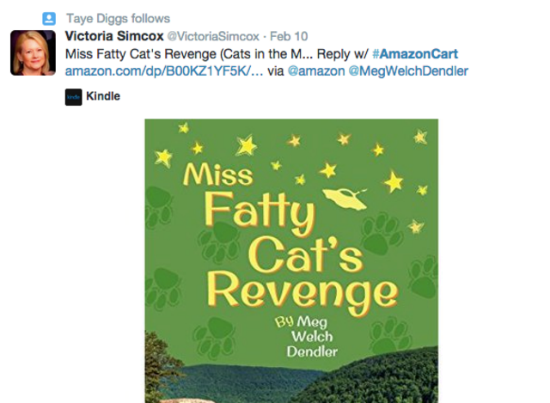 Taye Diggs follows
Victoria Simcox @VictoriaSimcox · Feb 10
Miss Fatty Cat's Revenge (Cats in the M... Reply w/ #AmazonCart
amazon.com/dp/B00KZ1YF5K/... via @amazon @MegWelchDendler
Kindle
Miss
Fatty
Cat's
Revenge
By Meg
Welch
Dendler